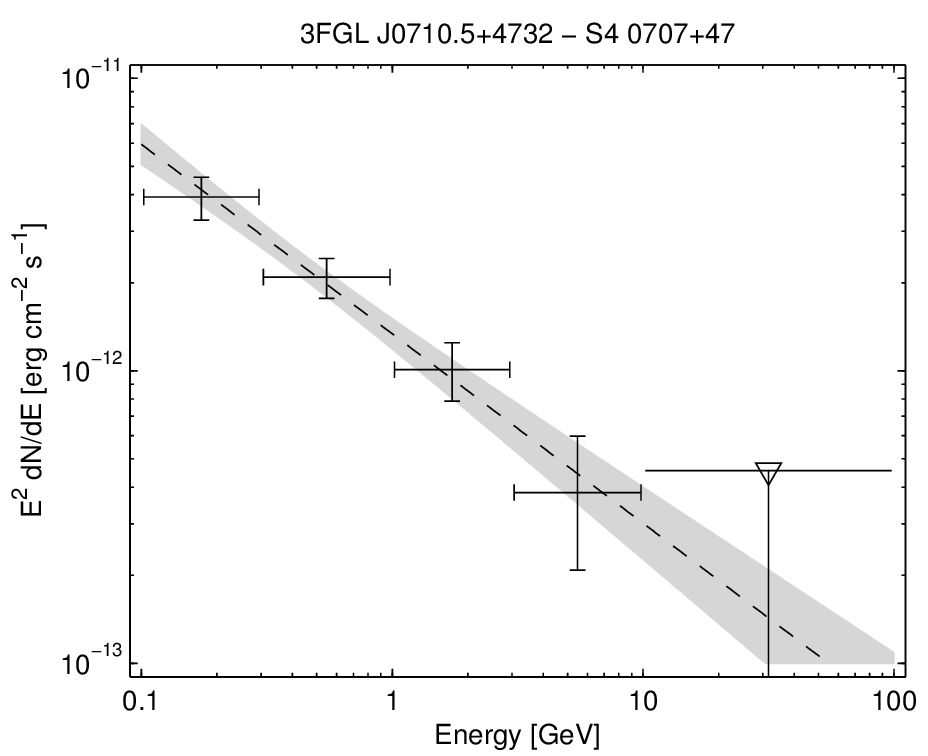 3FGL J0710.5+4732 − S4 0707+47
E² dN/dE [erg cm⁻² s⁻¹]
10⁻¹¹
10⁻¹²
10⁻¹³
0.1 1 10 100
Energy [GeV]